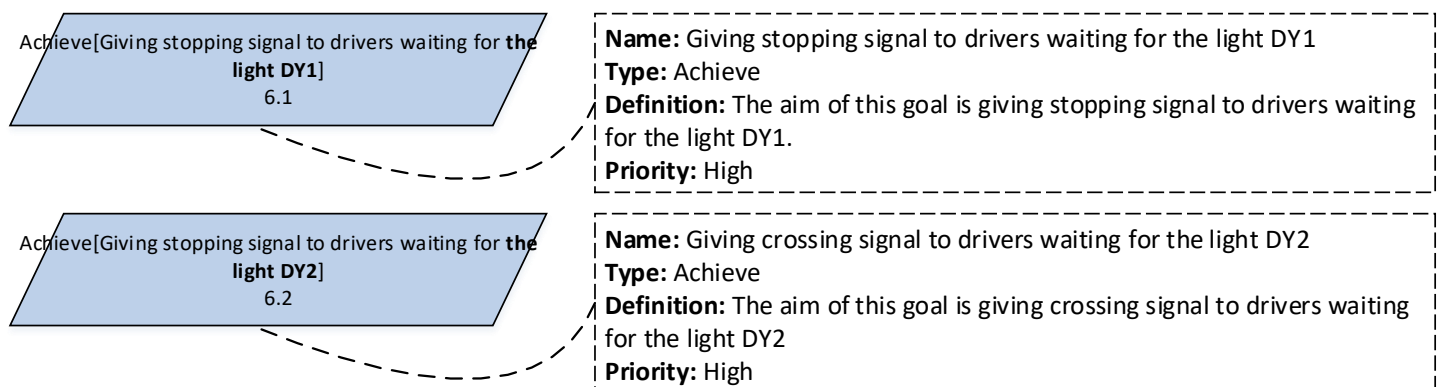 Achieve[Giving stopping signal to drivers waiting for the
light DY1]
6.1
Name: Giving stopping signal to drivers waiting for the light DY1
Type: Achieve
Definition: The aim of this goal is giving stopping signal to drivers waiting
for the light DY1.
Priority: High
Achieve[Giving stopping signal to drivers waiting for the
light DY2]
6.2
Name: Giving crossing signal to drivers waiting for the light DY2
Type: Achieve
Definition: The aim of this goal is giving crossing signal to drivers waiting
for the light DY2
Priority: High